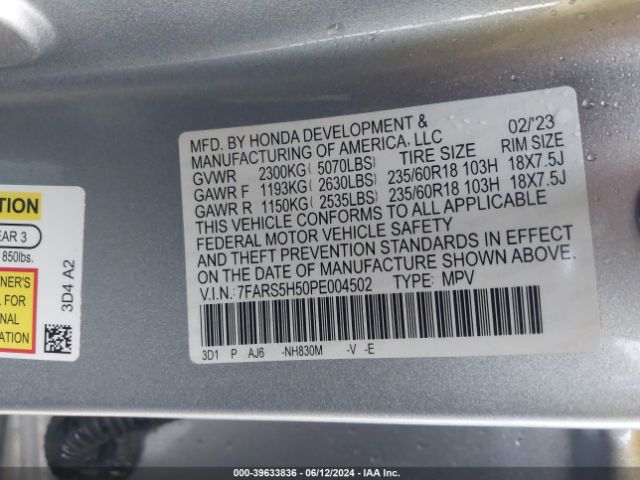 MFD. BY HONDA DEVELOPMENT &
MANUFACTURING OF AMERICA, LLC 02/'23
GVWR 2300KG( 5070LBS) TIRE SIZE RIM SIZE
GAWR F 1193KG( 2630LBS) 235/60R18 103H 18X7.5J
GAWR R 1150KG( 2535LBS) 235/60R18 103H 18X7.5J
THIS VEHICLE CONFORMS TO ALL APPLICABLE
FEDERAL MOTOR VEHICLE SAFETY
AND THEFT PREVENTION STANDARDS IN EFFECT
ON THE DATE OF MANUFACTURE SHOWN ABOVE.
V.I.N.:7FARS5H50PE004502 TYPE: MPV
3D1 P AJ6 -NH830M -V -E
TION
EAR 3
850lbs.
NER'S
FOR
NAL
ATION
3D4 A2
000-39633836 - 06/12/2024 - IAA Inc.